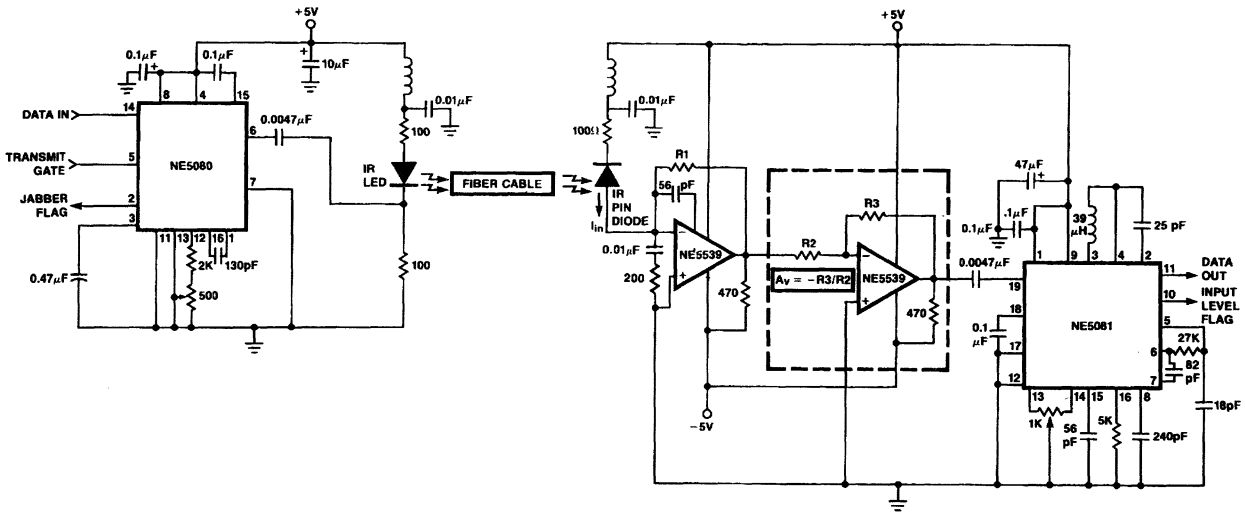 +5V
0.1µF
+
0.1µF
+
10µF
8
4
15
0.01µF
DATA IN
14
6
0.0047µF
100
TRANSMIT GATE
5
NE5080
IR LED
7
JABBER FLAG
2
3
11
13
12
16
1
2K
130pF
0.47µF
500
100
FIBER CABLE
+5V
0.01µF
100Ω
R1
56 pF
IR PIN DIODE
Iin
−
NE5539
+
0.01µF
200
470
−5V
R3
R2
−
NE5539
+
AV = −R3/R2
470
0.0047µF
47µF
+
.1µF
0.1µF
39 µH
25 pF
1
9
3
4
2
19
11
DATA OUT
10
INPUT LEVEL FLAG
18
5
0.1 µF
NE5081
27K
17
6
82 pF
12
7
13
14
15
16
8
18pF
1K
56 pF
5K
240pF